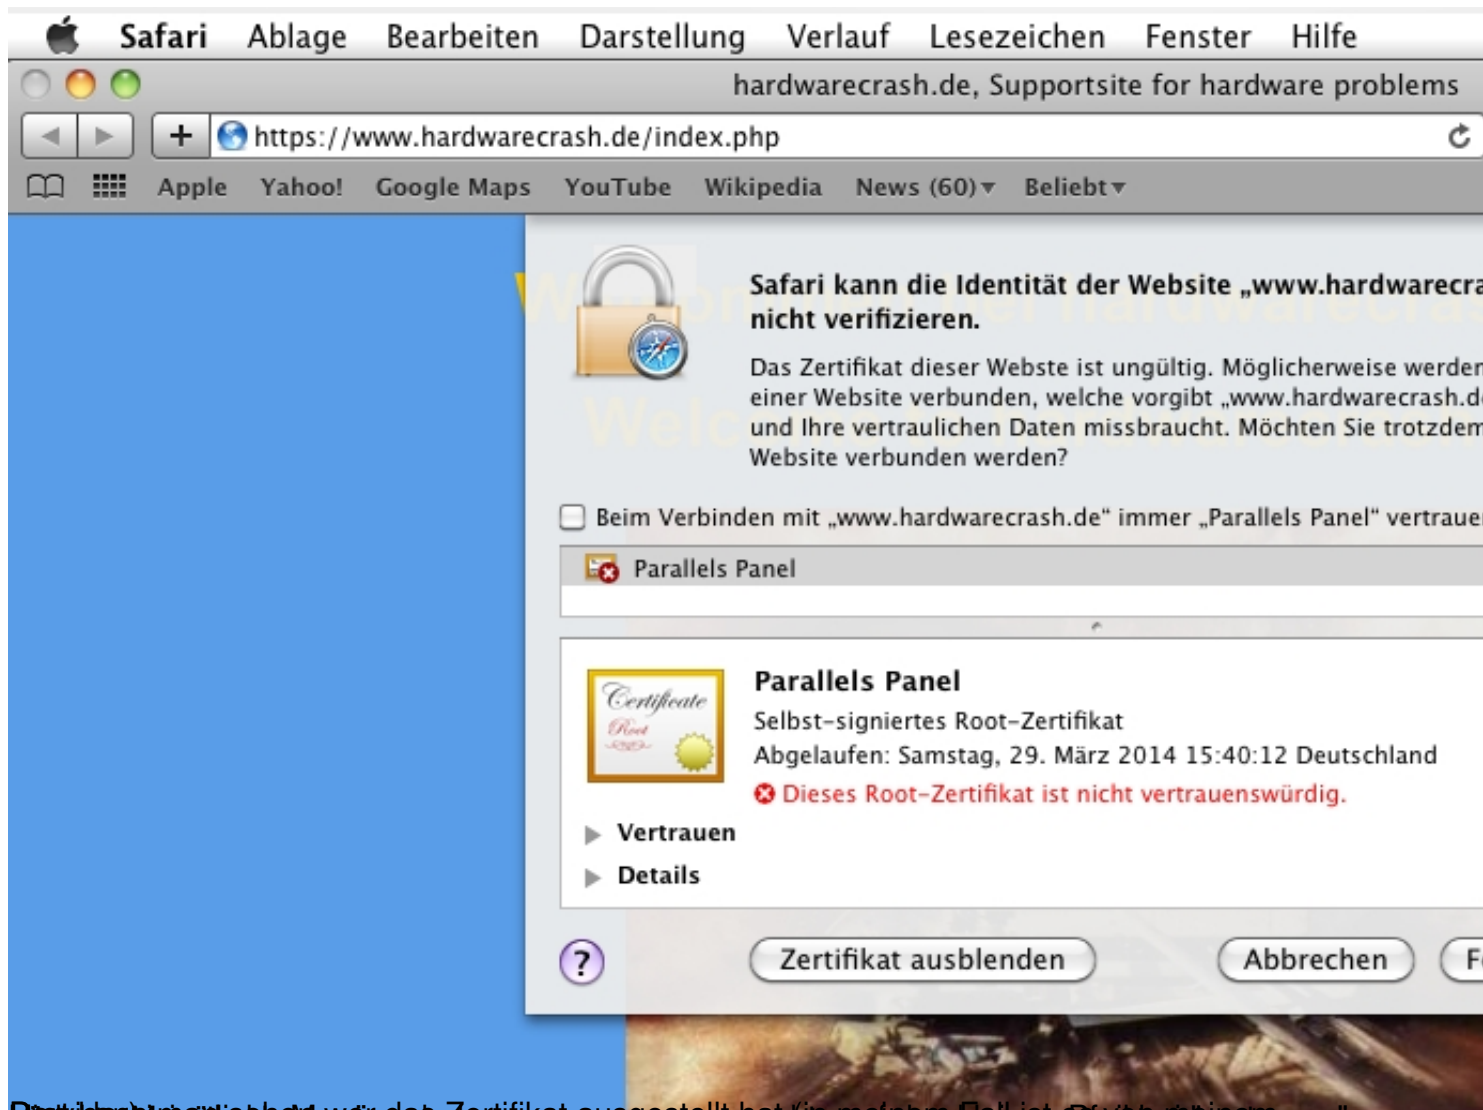 Safari Ablage Bearbeiten Darstellung Verlauf Lesezeichen Fenster Hilfe
hardwarecrash.de, Supportsite for hardware problems
https://www.hardwarecrash.de/index.php
Apple Yahoo! Google Maps YouTube Wikipedia News (60) Beliebt
Safari kann die Identität der Website „www.hardwarecra
nicht verifizieren.
Das Zertifikat dieser Webste ist ungültig. Möglicherweise werden
einer Website verbunden, welche vorgibt „www.hardwarecrash.de
und Ihre vertraulichen Daten missbraucht. Möchten Sie trotzdem
Website verbunden werden?
Beim Verbinden mit „www.hardwarecrash.de“ immer „Parallels Panel“ vertraue
Parallels Panel
Certificate
Root
Parallels Panel
Selbst-signiertes Root-Zertifikat
Abgelaufen: Samstag, 29. März 2014 15:40:12 Deutschland
Dieses Root-Zertifikat ist nicht vertrauenswürdig.
Vertrauen
Details
? Zertifikat ausblenden Abbrechen F
das Zertifikat ausgestellt hat